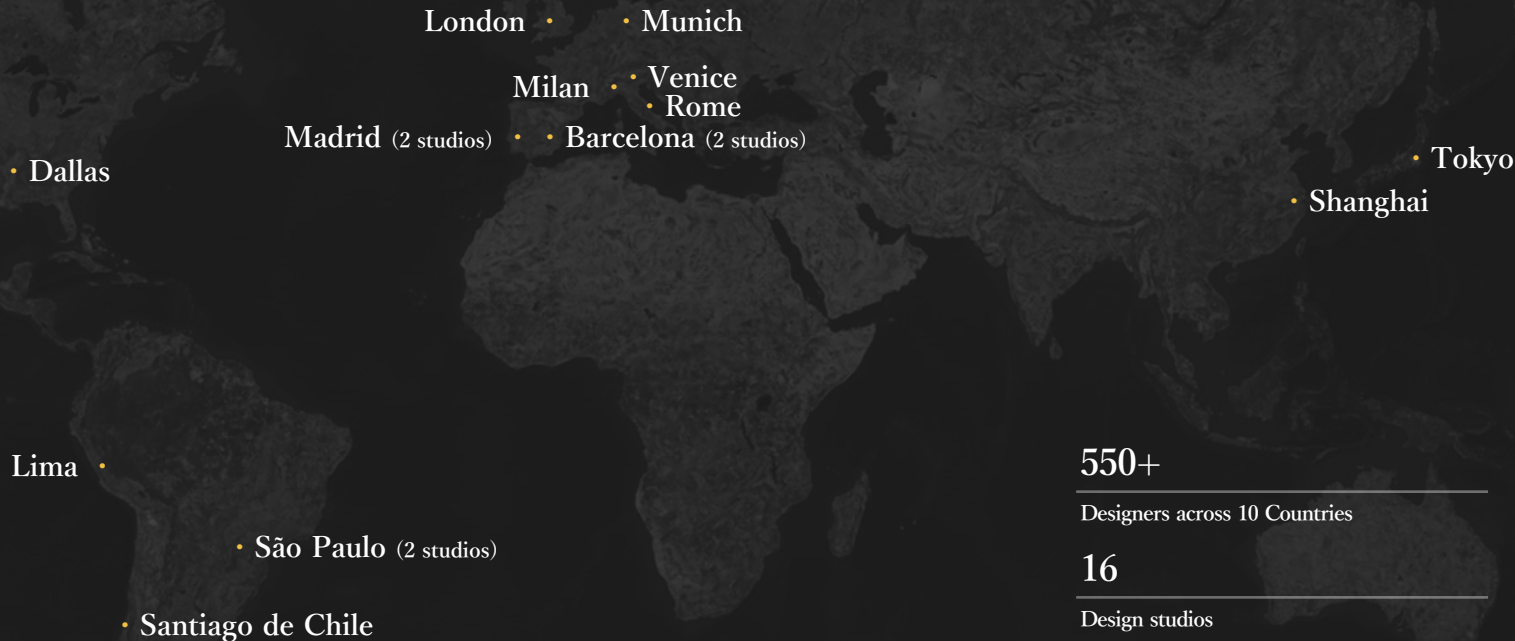 London
Munich
Milan
Venice
Rome
Madrid (2 studios)
Barcelona (2 studios)
Dallas
Tokyo
Shanghai
Lima
550+
Designers across 10 Countries
São Paulo (2 studios)
16
Design studios
Santiago de Chile